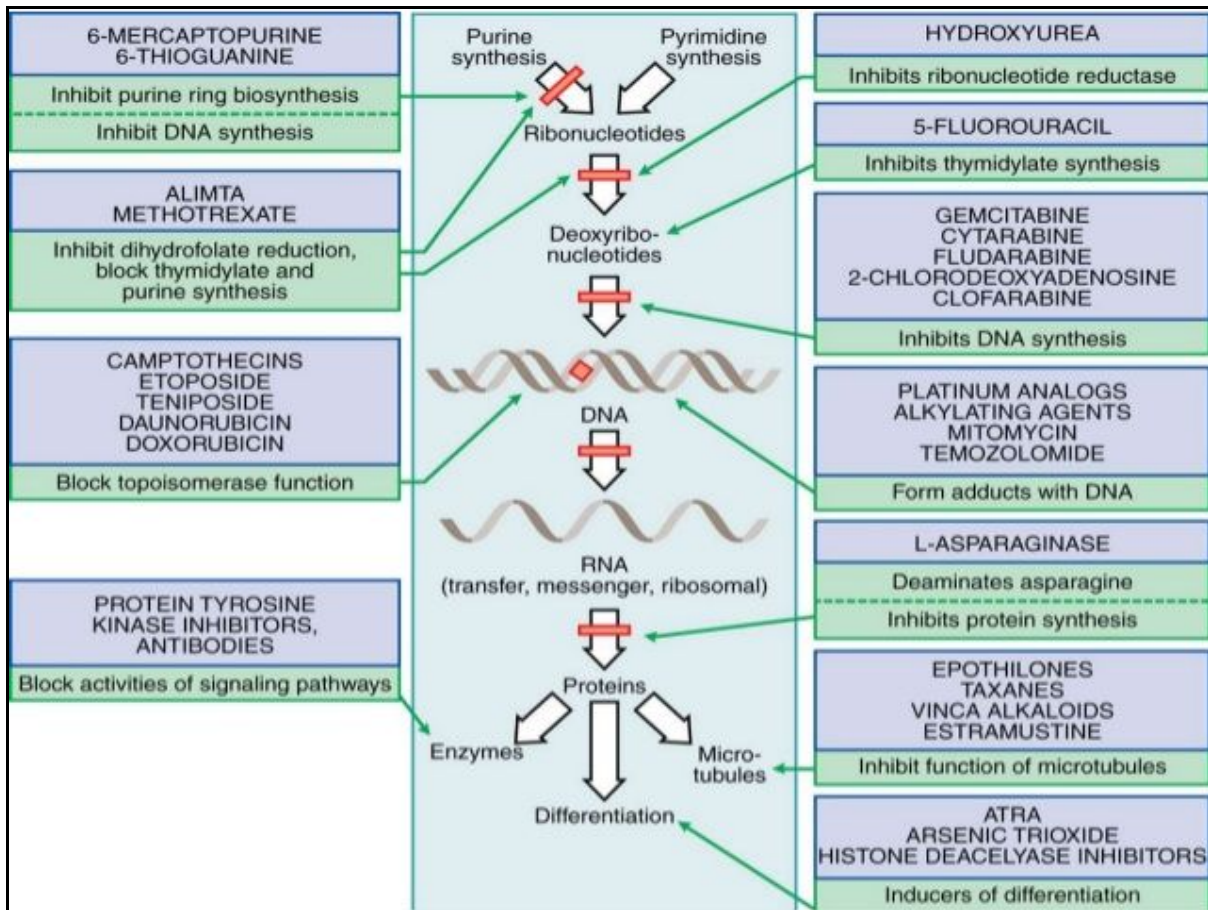 6-MERCAPTOPURINE
6-THIOGUANINE
Inhibit purine ring biosynthesis
Inhibit DNA synthesis
ALIMTA
METHOTREXATE
Inhibit dihydrofolate reduction,
block thymidylate and
purine synthesis
CAMPTOTHECINS
ETOPOSIDE
TENIPOSIDE
DAUNORUBICIN
DOXORUBICIN
Block topoisomerase function
PROTEIN TYROSINE
KINASE INHIBITORS,
ANTIBODIES
Block activities of signaling pathways
Purine
synthesis
Pyrimidine
synthesis
Ribonucleotides
Deoxyribo-
nucleotides
DNA
RNA
(transfer, messenger, ribosomal)
Proteins
Enzymes
Micro-
tubules
Differentiation
HYDROXYUREA
Inhibits ribonucleotide reductase
5-FLUOROURACIL
Inhibits thymidylate synthesis
GEMCITABINE
CYTARABINE
FLUDARABINE
2-CHLORODEOXYADENOSINE
CLOFARABINE
Inhibits DNA synthesis
PLATINUM ANALOGS
ALKYLATING AGENTS
MITOMYCIN
TEMOZOLOMIDE
Form adducts with DNA
L-ASPARAGINASE
Deaminates asparagine
Inhibits protein synthesis
EPOTHILONES
TAXANES
VINCA ALKALOIDS
ESTRAMUSTINE
Inhibit function of microtubules
ATRA
ARSENIC TRIOXIDE
HISTONE DEACELYASE INHIBITORS
Inducers of differentiation